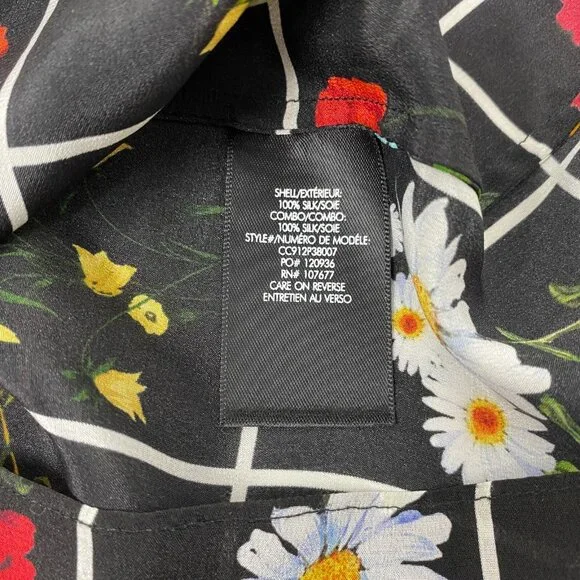 SHELL/EXTÉRIEUR:
100% SILK/SOIE
COMBO/COMBO:
100% SILK/SOIE
STYLE#/NUMÉRO DE MODÈLE:
CC912P38007
PO# 120936
RN# 107677
CARE ON REVERSE
ENTRETIEN AU VERSO